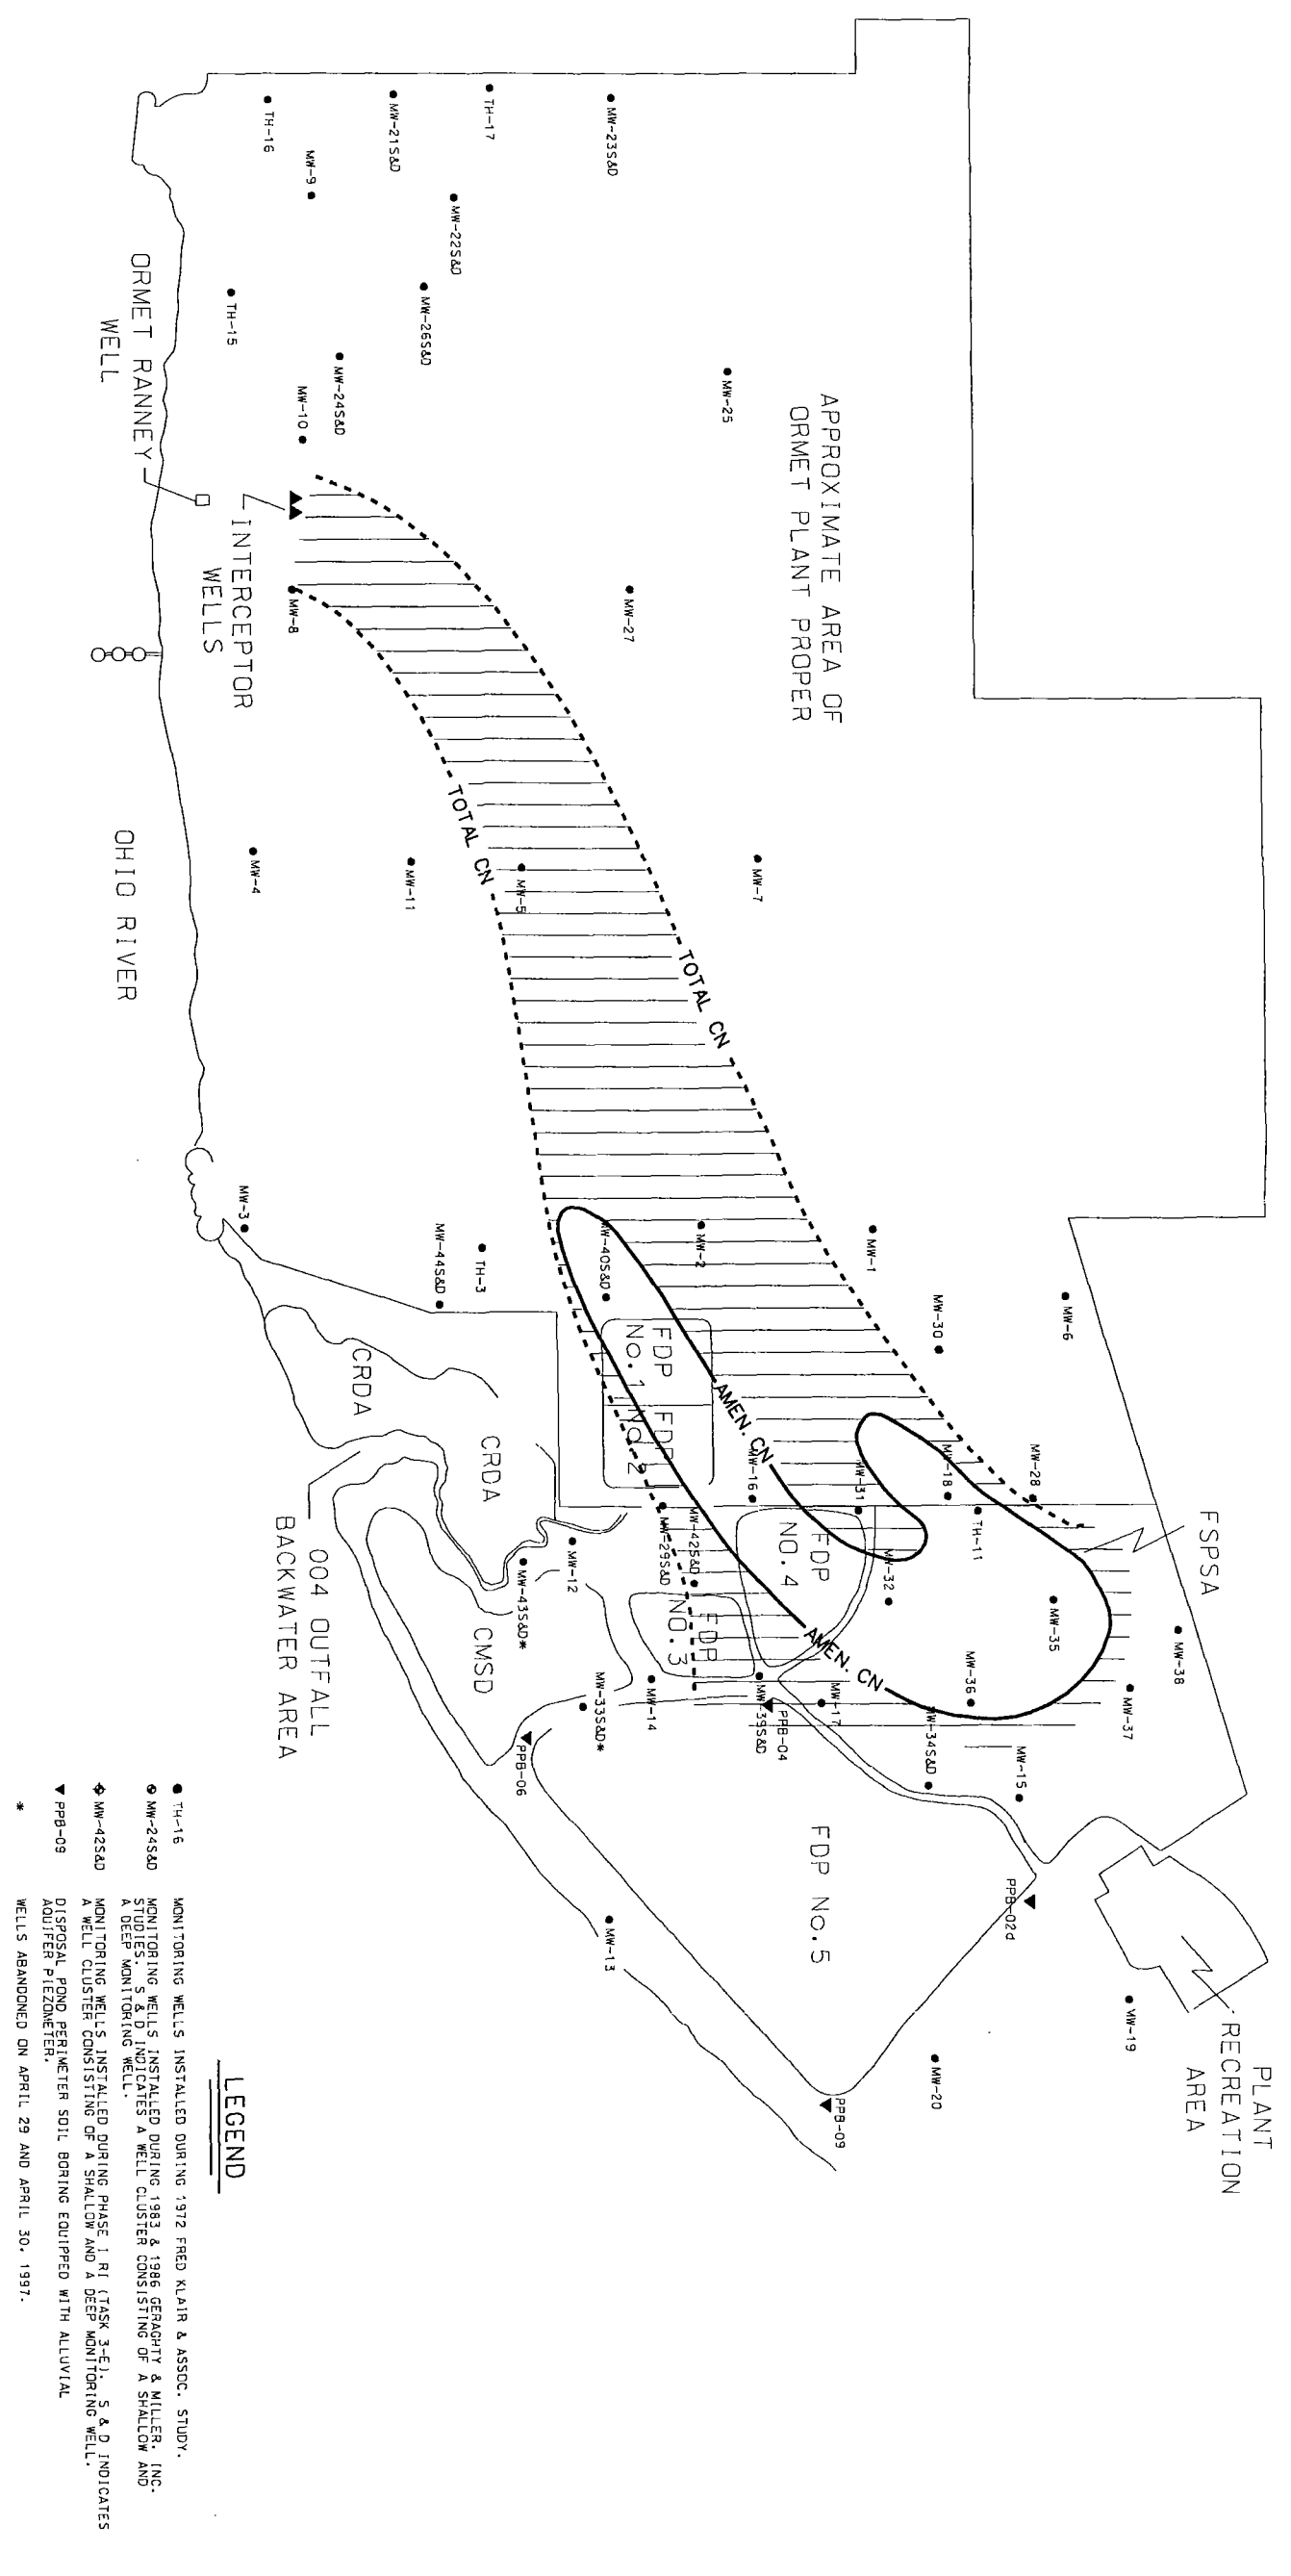 MW-23S&D
TH-17
MW-21S&D
TH-16
MW-9
MW-22S&D
MW-26S&D
TH-15
MW-24S&D
MW-10
MW-25
ORMET RANNEY
WELL
APPROXIMATE AREA OF
ORMET PLANT PROPER
INTERCEPTOR
WELLS
MW-8
MW-27
TOTAL CN
TOTAL CN
MW-7
MW-5
MW-11
MW-4
OHIO RIVER
MW-3
MW-44S&D
TH-3
MW-40S&D
MW-2
MW-1
MW-30
MW-6
FDP
No.1
FDP
No.2
AMEN. CN
MW-16
MW-31
MW-18
MW-28
TH-11
FSPSA
CRDA
CRDA
004 OUTFALL
BACKWATER AREA
CMSD
MW-12
MW-43S&D*
MW-29S&D
MW-42S&D
FDP
NO.4
MW-32
MW-35
MW-38
FDP
NO.3
AMEN. CN
MW-36
MW-37
MW-33S&D*
MW-14
MW-39S&D
PPB-04
MW-17
MW-34S&D
MW-15
PPB-06
FDP No.5
PPB-02d
MW-13
MW-19
MW-20
PPB-09
PLANT
RECREATION
AREA
LEGEND
TH-16 MONITORING WELLS INSTALLED DURING 1972 FRED KLAIR & ASSOC. STUDY.
MW-24S&D MONITORING WELLS INSTALLED DURING 1983 & 1986 GERAGHTY & MILLER, INC.
STUDIES. S & D INDICATES A WELL CLUSTER CONSISTING OF A SHALLOW AND
A DEEP MONITORING WELL.
MW-42S&D MONITORING WELLS INSTALLED DURING PHASE I RI (TASK 3-E). S & D INDICATES
A WELL CLUSTER CONSISTING OF A SHALLOW AND A DEEP MONITORING WELL.
PPB-09 DISPOSAL POND PERIMETER SOIL BORING EQUIPPED WITH ALLUVIAL
AQUIFER PIEZOMETER.
* WELLS ABANDONED ON APRIL 29 AND APRIL 30, 1997.